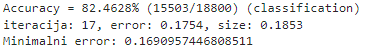 Accuracy = 82.4628% (15503/18800) (classification)
iteracija: 17, error: 0.1754, size: 0.1853
Minimalni error: 0.1690957446808511